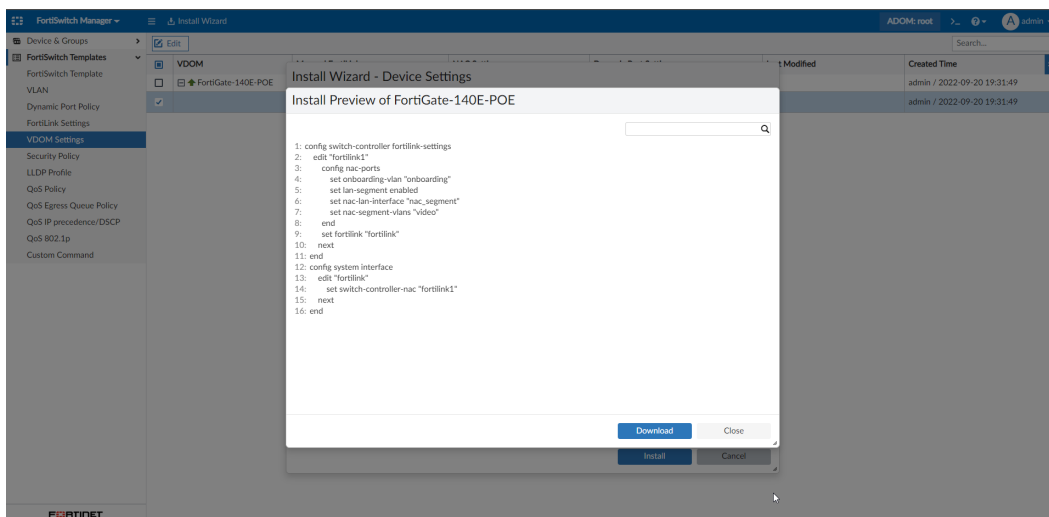 FortiSwitch Manager
Install Wizard
ADOM: root
admin
Device & Groups
FortiSwitch Templates
FortiSwitch Template
VLAN
Dynamic Port Policy
FortiLink Settings
VDOM Settings
Security Policy
LLDP Profile
QoS Policy
QoS Egress Queue Policy
QoS IP precedence/DSCP
QoS 802.1p
Custom Command
FORTINET
Edit
Search...
VDOM
Modified
Created Time
FortiGate-140E-POE
admin / 2022-09-20 19:31:49
admin / 2022-09-20 19:31:49
Install Wizard - Device Settings
Install Preview of FortiGate-140E-POE
1: config switch-controller fortilink-settings
2: edit "fortilink1"
3: config nac-ports
4: set onboarding-vlan "onboarding"
5: set lan-segment enabled
6: set nac-lan-interface "nac_segment"
7: set nac-segment-vlans "video"
8: end
9: set fortilink "fortilink"
10: next
11: end
12: config system interface
13: edit "fortilink"
14: set switch-controller-nac "fortilink1"
15: next
16: end
Download
Close
Install
Cancel